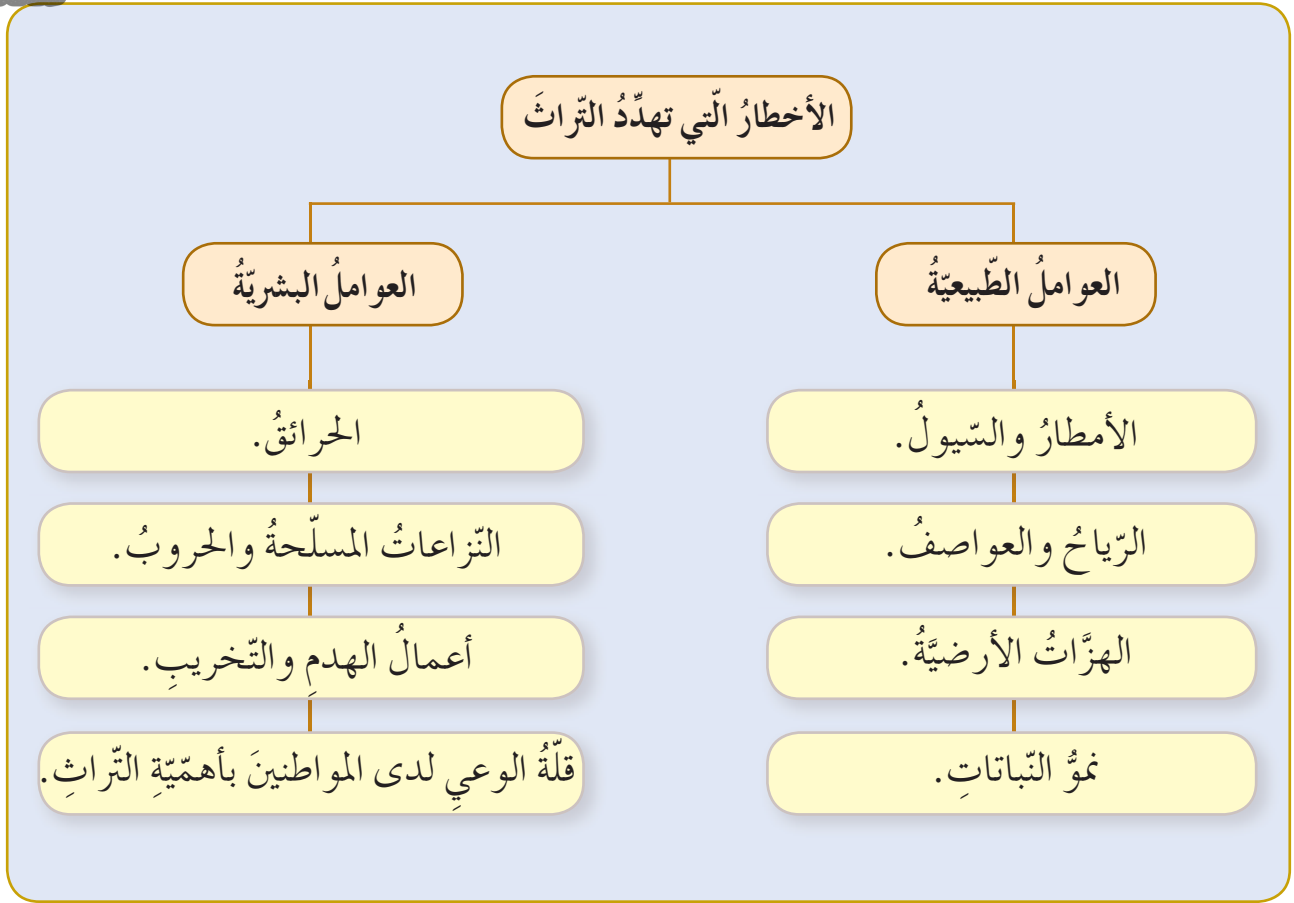 الأخطارُ الّتي تهدِّدُ التّراثَ
العواملُ الطّبيعيّةُ
الأمطارُ والسّيولُ.
الرّياحُ والعواصفُ.
الهزَّاتُ الأرضيَّةُ.
نموُّ النّباتاتِ.
العواملُ البشريّةُ
الحرائقُ.
النّزاعاتُ المسلّحةُ والحروبُ.
أعمالُ الهدمِ والتّخريبِ.
قلّةُ الوعيِ لدى المواطنينَ بأهمّيّةِ التّراثِ.